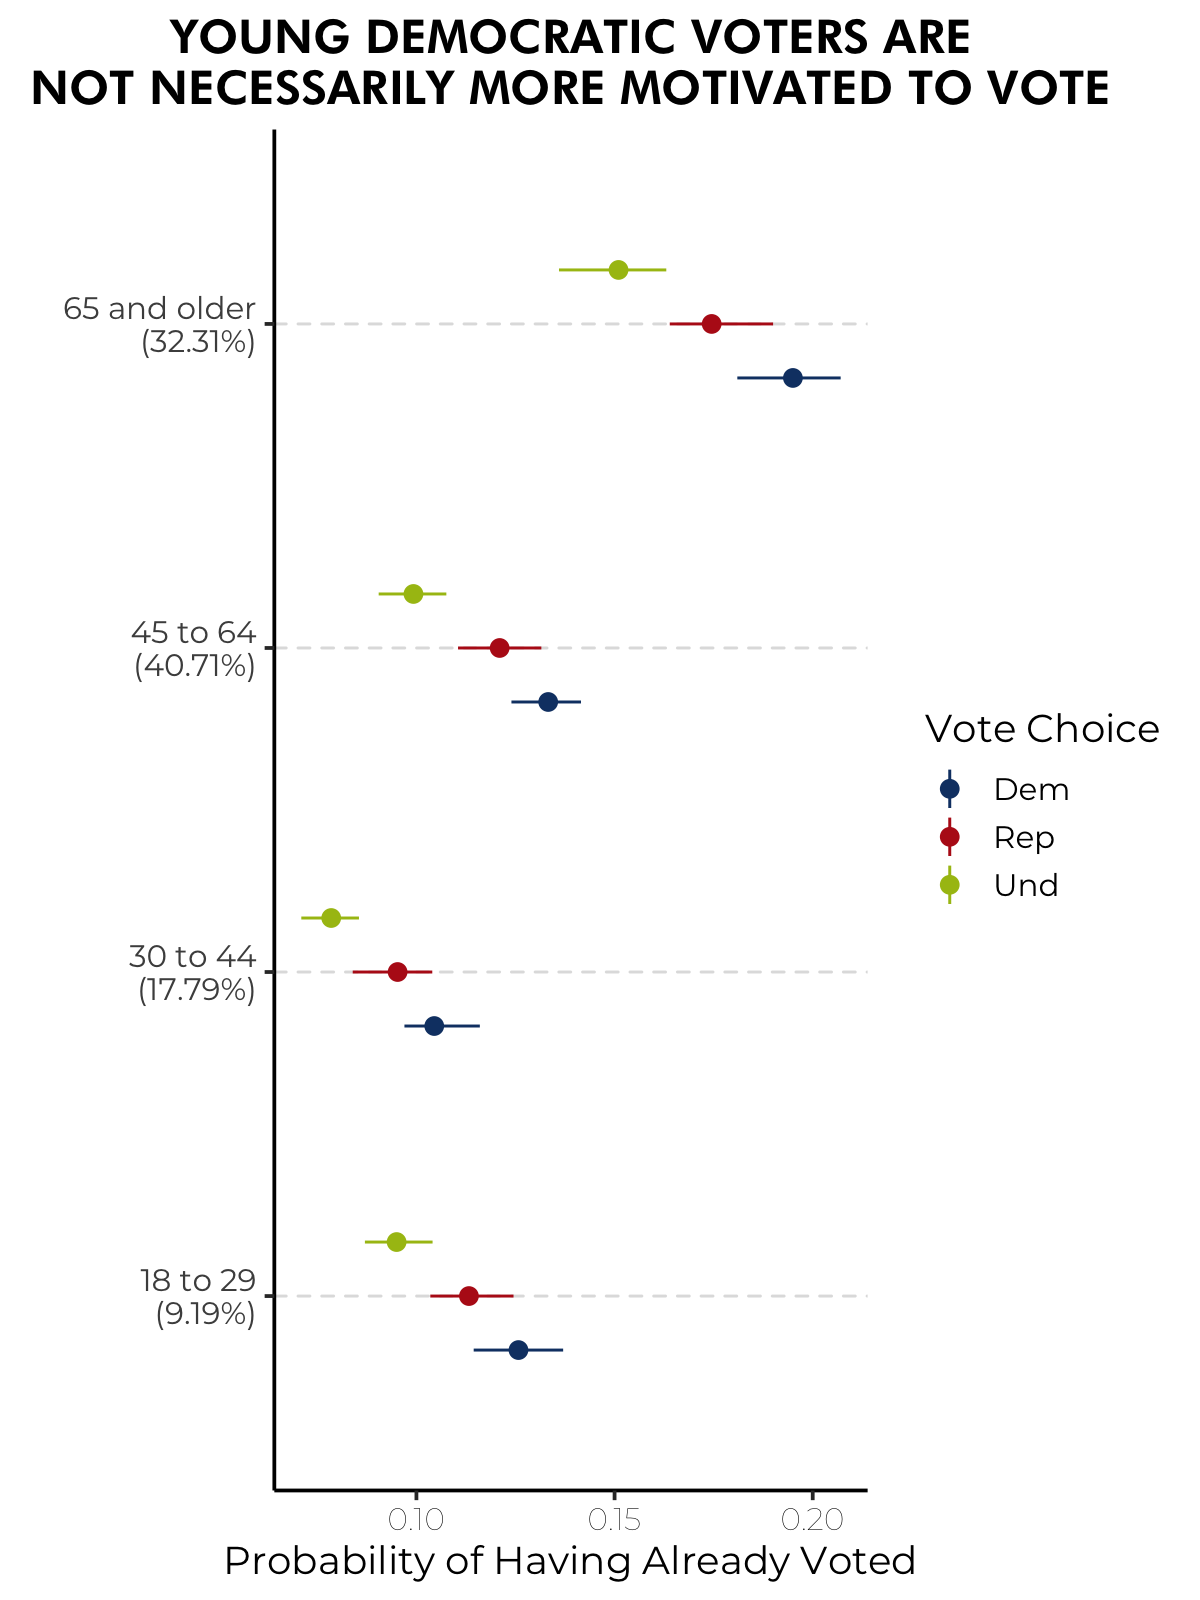 YOUNG DEMOCRATIC VOTERS ARE
NOT NECESSARILY MORE MOTIVATED TO VOTE
65 and older
(32.31%)
45 to 64
(40.71%)
30 to 44
(17.79%)
18 to 29
(9.19%)
Vote Choice
Dem
Rep
Und
0.10 0.15 0.20
Probability of Having Already Voted